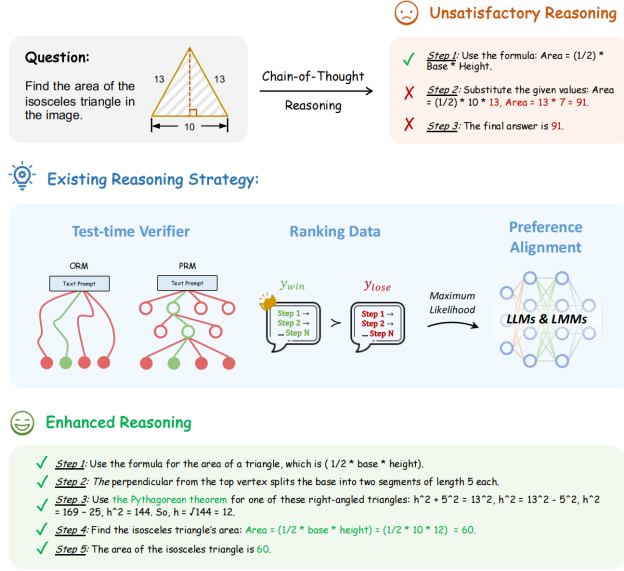 Unsatisfactory Reasoning
Question:
Find the area of the
isosceles triangle in
the image.
13
13
10
Chain-of-Thought
Reasoning
✓ Step 1: Use the formula: Area = (1/2) *
Base * Height.
✗ Step 2: Substitute the given values: Area
= (1/2) * 10 * 13, Area = 13 * 7 = 91.
✗ Step 3: The final answer is 91.
Existing Reasoning Strategy:
Test-time Verifier
ORM
Text Prompt
PRM
Text Prompt
Ranking Data
y_win
Step 1 →
Step 2 →
... Step N
≻
y_lose
Step 1 →
Step 2 →
... Step N
Maximum
Likelihood
Preference
Alignment
LLMs & LMMs
Enhanced Reasoning
✓ Step 1: Use the formula for the area of a triangle, which is ( 1/2 * base * height).
✓ Step 2: The perpendicular from the top vertex splits the base into two segments of length 5 each.
✓ Step 3: Use the Pythagorean theorem for one of these right-angled triangles: h^2 + 5^2 = 13^2, h^2 = 13^2 - 5^2, h^2
= 169 − 25, h^2 = 144. So, h = √144 = 12.
✓ Step 4: Find the isosceles triangle's area: Area = (1/2 * base * height) = (1/2 * 10 * 12) = 60.
✓ Step 5: The area of the isosceles triangle is 60.